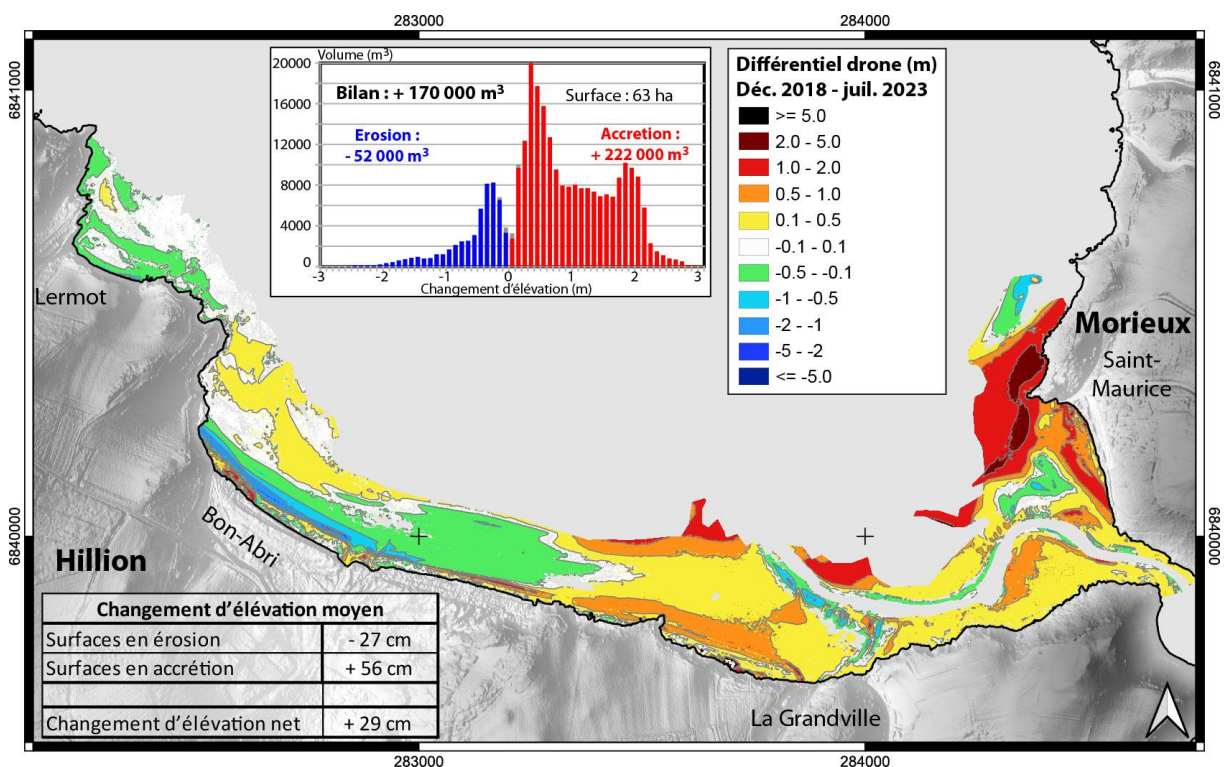 283000
284000
6841000
6841000
Volume (m³)
20000
16000
12000
8000
4000
0
Bilan : + 170 000 m³
Surface : 63 ha
Erosion :
- 52 000 m³
Accretion :
+ 222 000 m³
-3
-2
-1
0
1
2
3
Changement d'élévation (m)
Différentiel drone (m)
Déc. 2018 - juil. 2023
>= 5.0
2.0 - 5.0
1.0 - 2.0
0.5 - 1.0
0.1 - 0.5
-0.1 - 0.1
-0.5 - -0.1
-1 - -0.5
-2 - -1
-5 - -2
<= -5.0
Lermot
Morieux
Saint-
Maurice
Bon-Abri
Hillion
6840000
6840000
Changement d'élévation moyen
Surfaces en érosion - 27 cm
Surfaces en accrétion + 56 cm
Changement d'élévation net + 29 cm
La Grandville
283000
284000